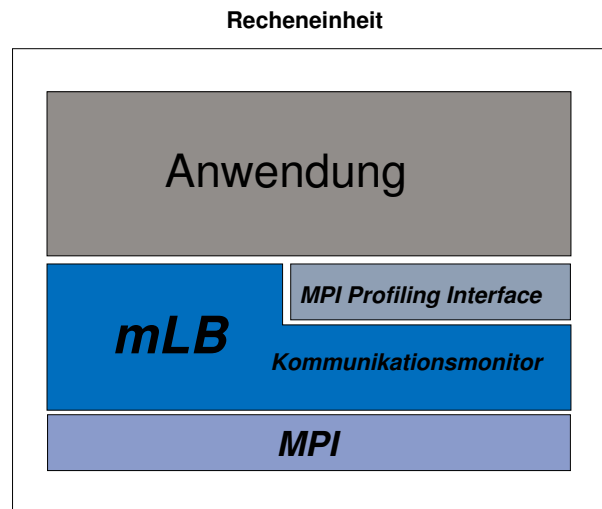 Recheneinheit
Anwendung
MPI Profiling Interface
mLB
Kommunikationsmonitor
MPI